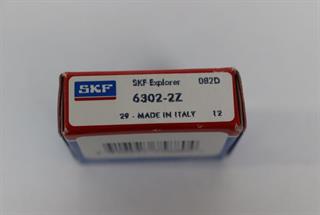 SKF
SKF Explorer 082D
6302-2Z
29 - MADE IN ITALY 12